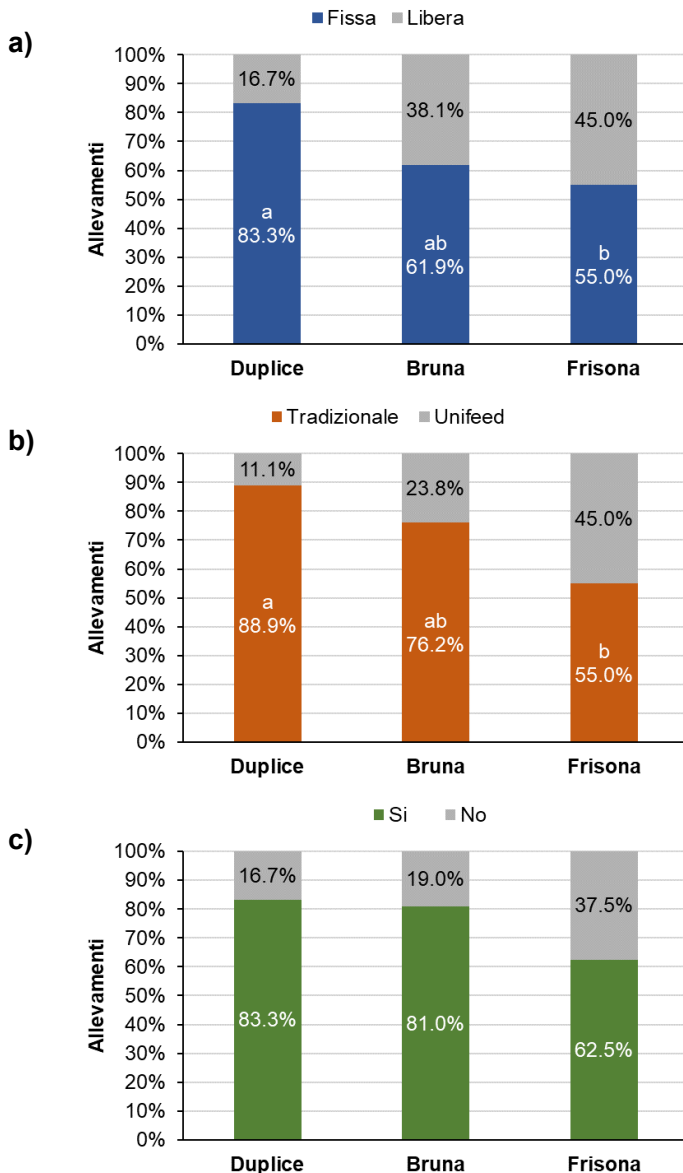 Fissa Libera
a)
100%
90%
80%
70%
60%
50%
40%
30%
20%
10%
0%
Allevamenti
16.7%
38.1%
45.0%
a
83.3%
ab
61.9%
b
55.0%
Duplice Bruna Frisona
Tradizionale Unifeed
b)
100%
90%
80%
70%
60%
50%
40%
30%
20%
10%
0%
Allevamenti
11.1%
23.8%
45.0%
a
88.9%
ab
76.2%
b
55.0%
Duplice Bruna Frisona
Si No
c)
100%
90%
80%
70%
60%
50%
40%
30%
20%
10%
0%
Allevamenti
16.7%
19.0%
37.5%
83.3%
81.0%
62.5%
Duplice Bruna Frisona